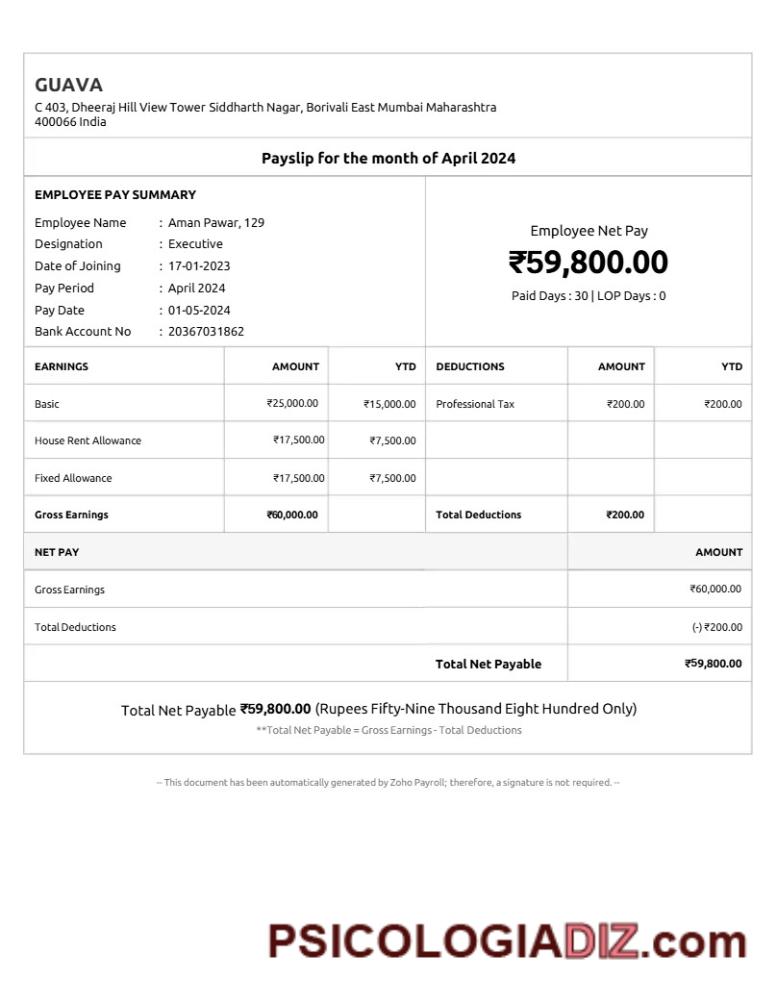 GUAVA
C 403, Dheeraj Hill View Tower Siddharth Nagar, Borivali East Mumbai Maharashtra
400066 India
Payslip for the month of April 2024
EMPLOYEE PAY SUMMARY
Employee Name : Aman Pawar, 129
Designation : Executive
Date of Joining : 17-01-2023
Pay Period : April 2024
Pay Date : 01-05-2024
Bank Account No : 20367031862
Employee Net Pay
₹59,800.00
Paid Days : 30 | LOP Days : 0
EARNINGS AMOUNT YTD DEDUCTIONS AMOUNT YTD
Basic ₹25,000.00 ₹15,000.00 Professional Tax ₹200.00 ₹200.00
House Rent Allowance ₹17,500.00 ₹7,500.00
Fixed Allowance ₹17,500.00 ₹7,500.00
Gross Earnings ₹60,000.00 Total Deductions ₹200.00
NET PAY AMOUNT
Gross Earnings ₹60,000.00
Total Deductions (-) ₹200.00
Total Net Payable ₹59,800.00
Total Net Payable ₹59,800.00 (Rupees Fifty-Nine Thousand Eight Hundred Only)
**Total Net Payable = Gross Earnings - Total Deductions
-- This document has been automatically generated by Zoho Payroll; therefore, a signature is not required. --
PSICOLOGIADIZ.com